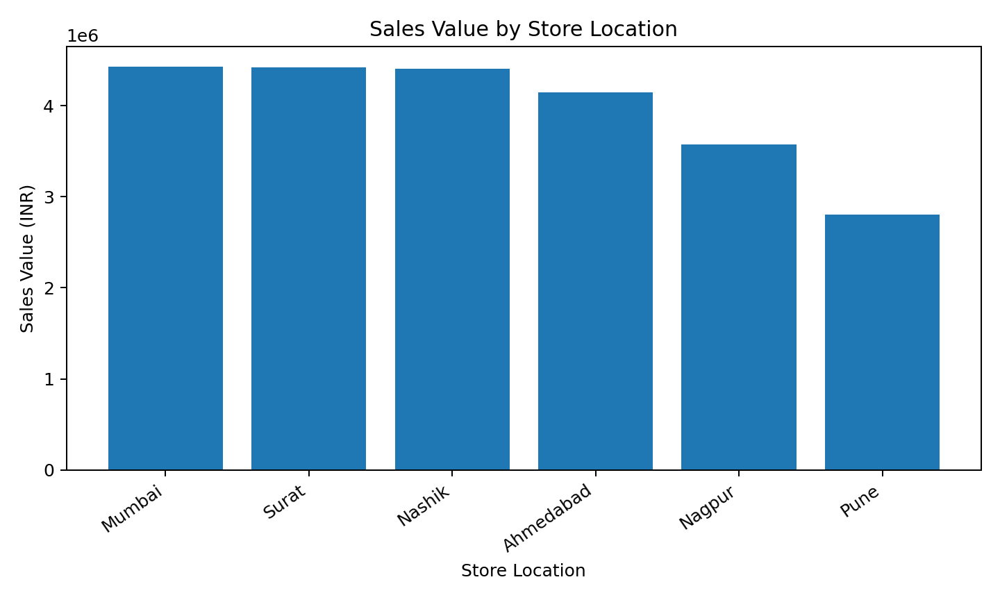 Sales Value by Store Location
1e6
4
3
2
1
0
Sales Value (INR)
Mumbai
Surat
Nashik
Ahmedabad
Nagpur
Pune
Store Location